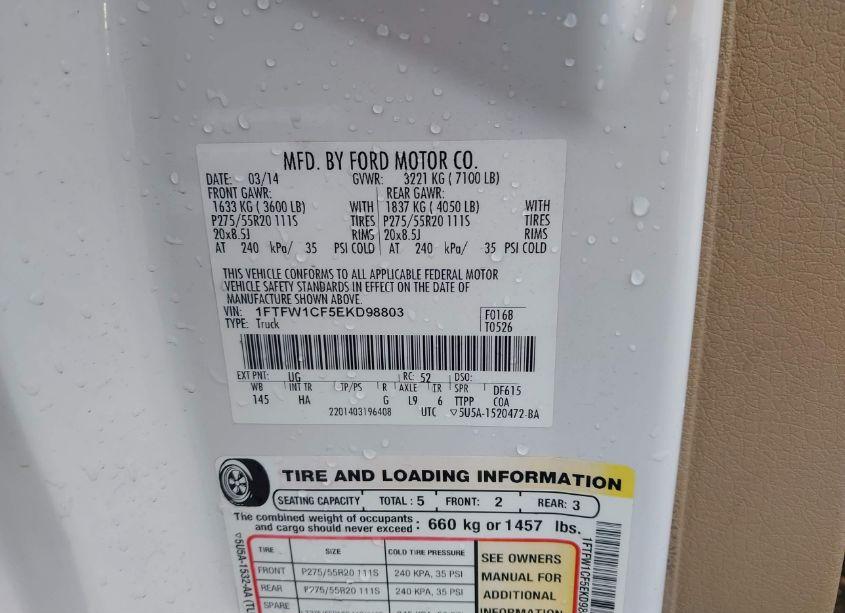 MFD. BY FORD MOTOR CO.
DATE: 03/14 GVWR: 3221 KG ( 7100 LB)
FRONT GAWR: REAR GAWR:
1633 KG ( 3600 LB) WITH 1837 KG ( 4050 LB) WITH
P275/55R20 111S TIRES P275/55R20 111S TIRES
20x8.5J RIMS 20x8.5J RIMS
AT 240 kPa/ 35 PSI COLD AT 240 kPa/ 35 PSI COLD
THIS VEHICLE CONFORMS TO ALL APPLICABLE FEDERAL MOTOR
VEHICLE SAFETY STANDARDS IN EFFECT ON THE DATE OF
MANUFACTURE SHOWN ABOVE.
VIN: 1FTFW1CF5EKD98803 F0168
TYPE: Truck T0526
EXT PNT: UG RC: 52 DSO:
WB INT TR TP/PS R AXLE TR SPR DF615
145 HA G L9 6 TTPP COA
2201403196408 UTC ▽5U5A-1520472-BA
TIRE AND LOADING INFORMATION
SEATING CAPACITY TOTAL : 5 FRONT: 2 REAR: 3
The combined weight of occupants
and cargo should never exceed : 660 kg or 1457 lbs.
TIRE SIZE COLD TIRE PRESSURE
FRONT P275/55R20 111S 240 KPA, 35 PSI
REAR P275/55R20 111S 240 KPA, 35 PSI
SPARE
SEE OWNERS
MANUAL FOR
ADDITIONAL
INFORMATION
▽5U5A-1532-AA (TL
1FTFW1CF5EKD98